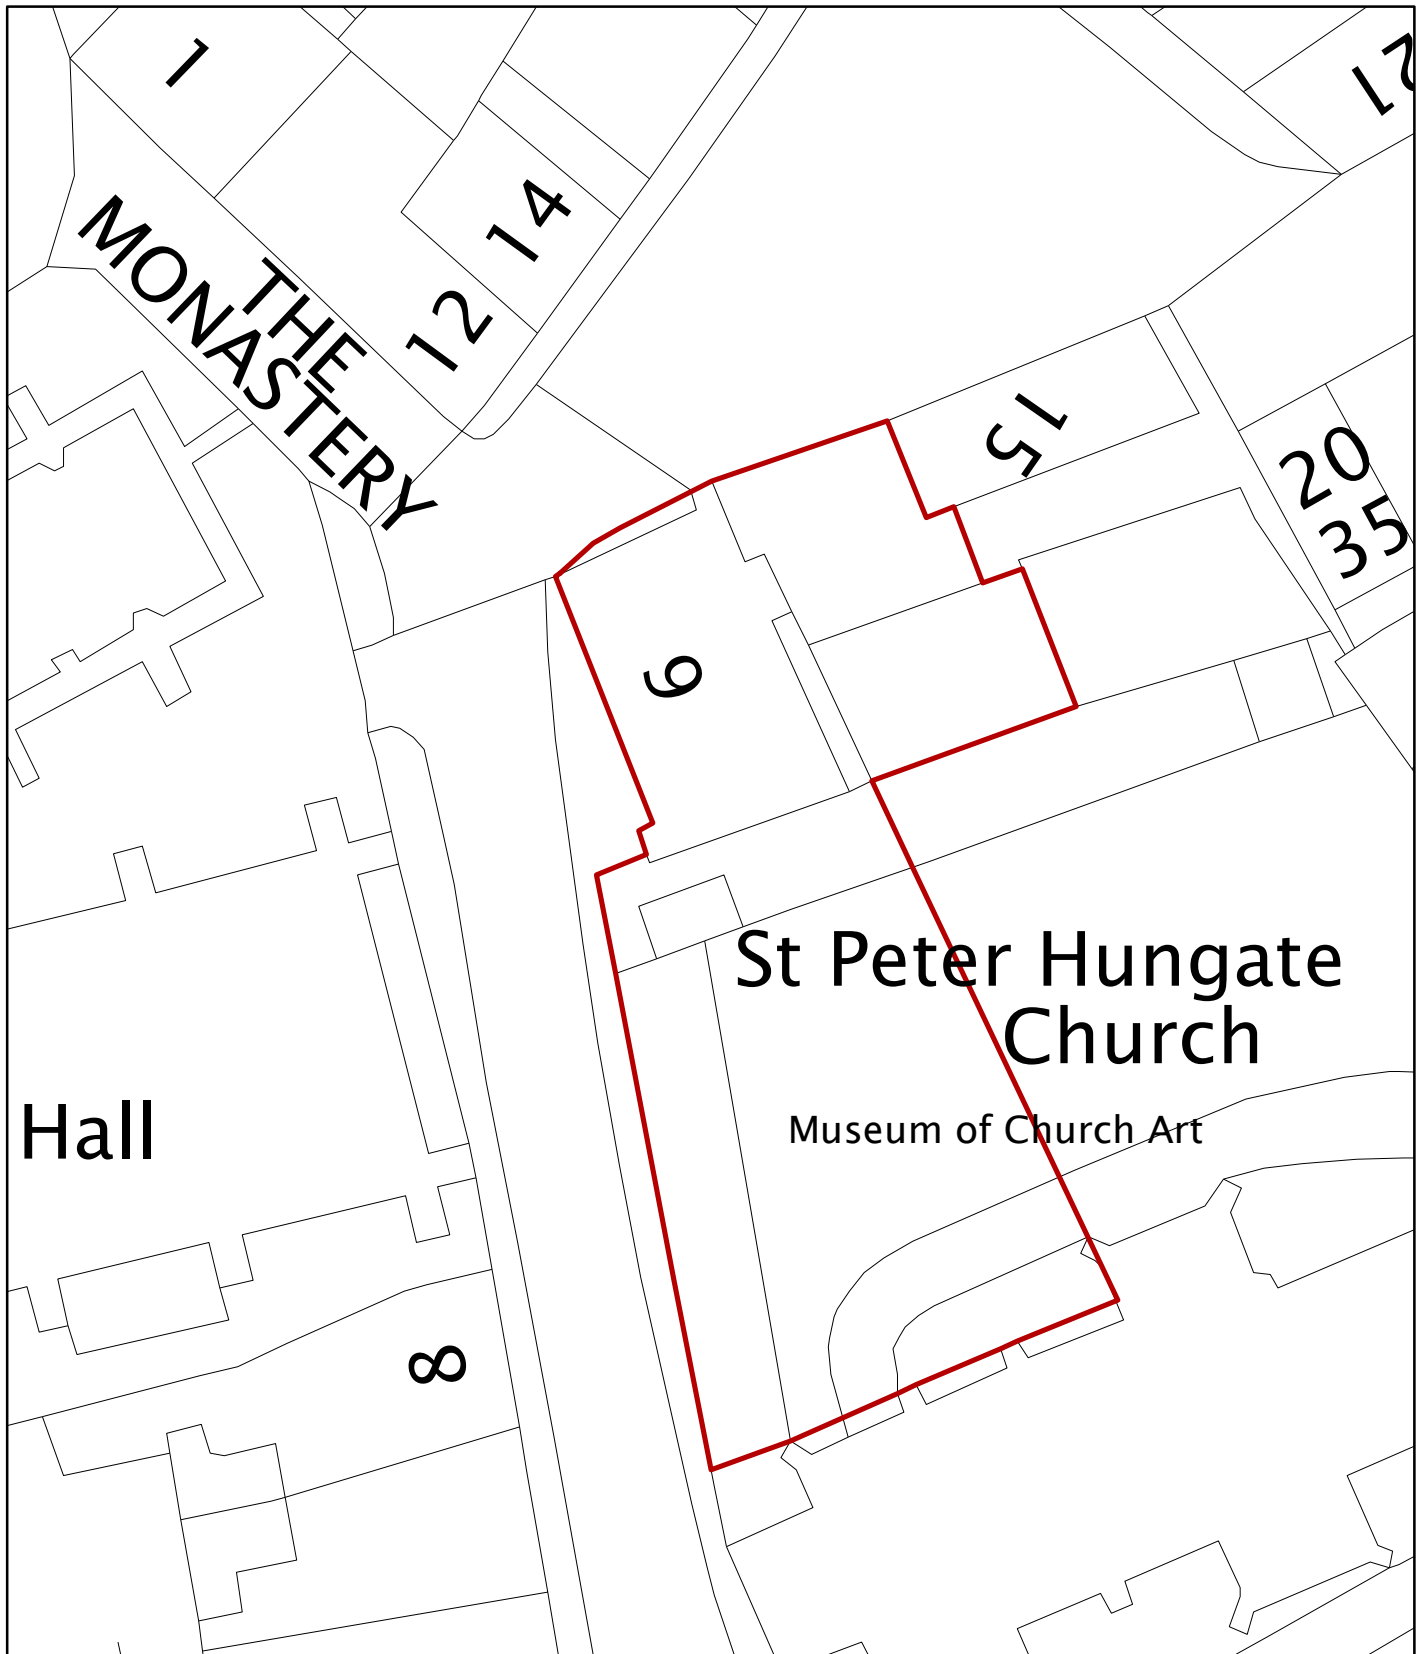 1
21
14
THE
MONASTERY
12
15
20
35
9
St Peter Hungate
Church
Museum of Church Art
Hall
8